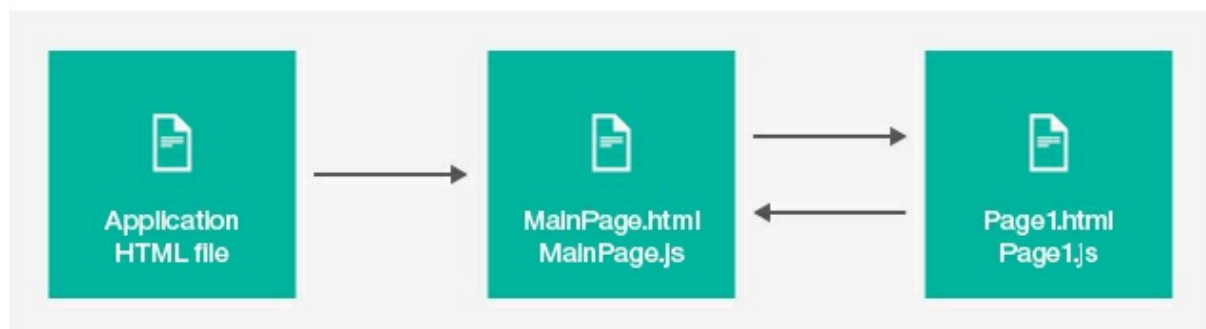 Application
HTML file
MainPage.html
MainPage.js
Page1.html
Page1.js